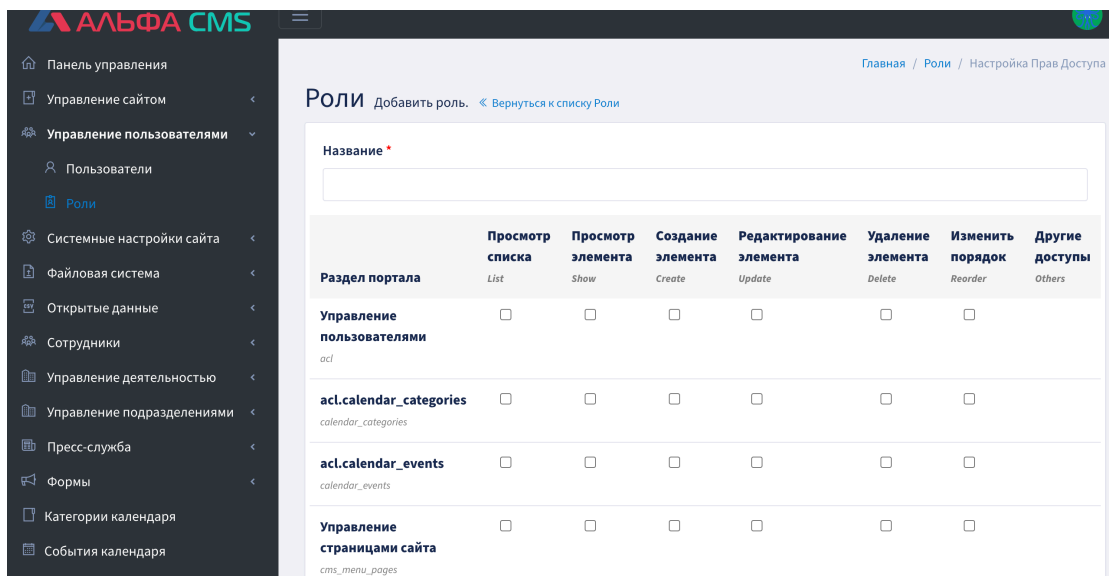 АЛЬФА CMS
Панель управления
Управление сайтом
Управление пользователями
Пользователи
Роли
Системные настройки сайта
Файловая система
Открытые данные
Сотрудники
Управление деятельностью
Управление подразделениями
Пресс-служба
Формы
Категории календаря
События календаря
Главная / Роли / Настройка Прав Доступа
Роли Добавить роль. « Вернуться к списку Роли
Название *
Раздел портала
Просмотр списка
List
Просмотр элемента
Show
Создание элемента
Create
Редактирование элемента
Update
Удаление элемента
Delete
Изменить порядок
Reorder
Другие доступы
Others
Управление
пользователями
acl
acl.calendar_categories
calendar_categories
acl.calendar_events
calendar_events
Управление
страницами сайта
cms_menu_pages